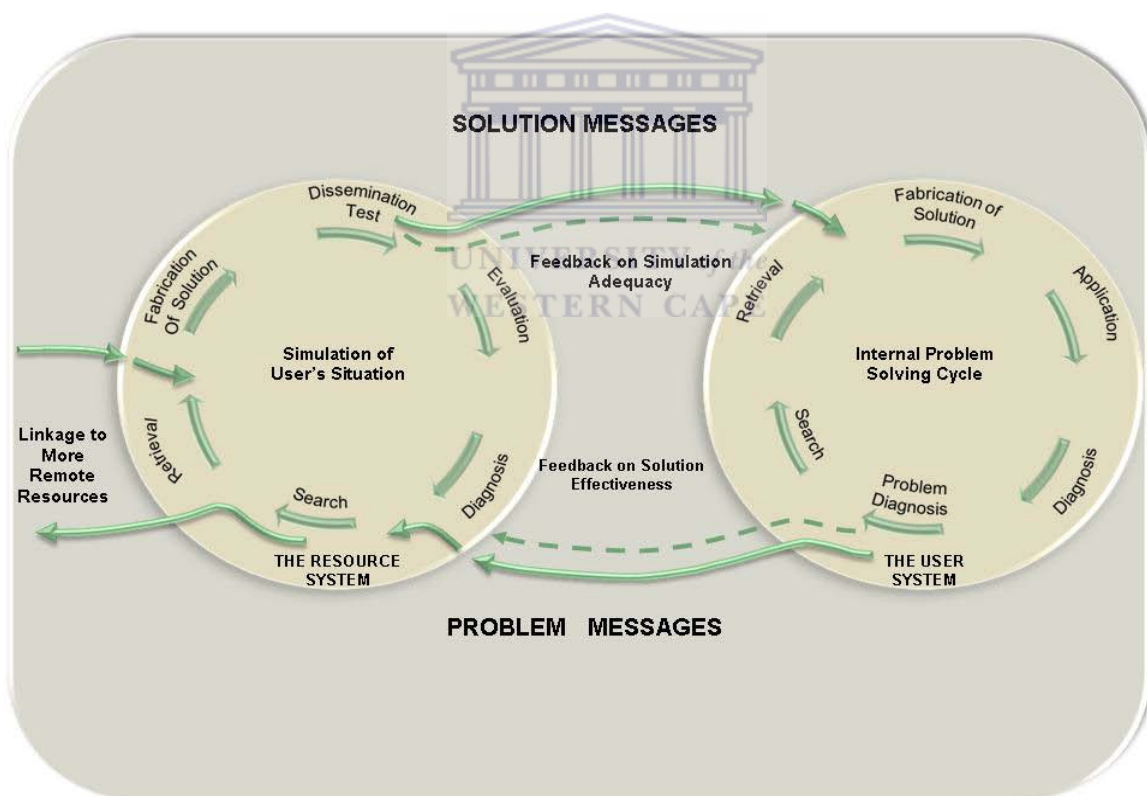 SOLUTION MESSAGES
Dissemination
Test
Fabrication
Of Solution
Evaluation
Simulation of
User's Situation
Retrieval
Search
Diagnosis
THE RESOURCE
SYSTEM
Linkage to
More
Remote
Resources
UNIVERSITY of the
WESTERN CAPE
Feedback on Simulation
Adequacy
Feedback on Solution
Effectiveness
Fabrication of
Solution
Retrieval
Application
Internal Problem
Solving Cycle
Search
Problem
Diagnosis
Diagnosis
THE USER
SYSTEM
PROBLEM MESSAGES